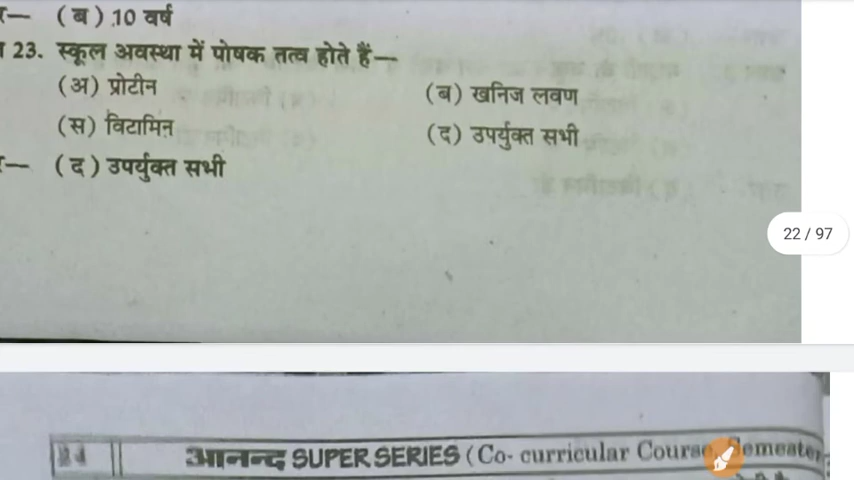 (ब) 10 वर्ष
23. स्कूल अवस्था में पोषक तत्व होते हैं—
(अ) प्रोटीन (ब) खनिज लवण
(स) विटामिन (द) उपर्युक्त सभी
(द) उपर्युक्त सभी
22 / 97
24 आनन्द SUPER SERIES (Co- curricular Course